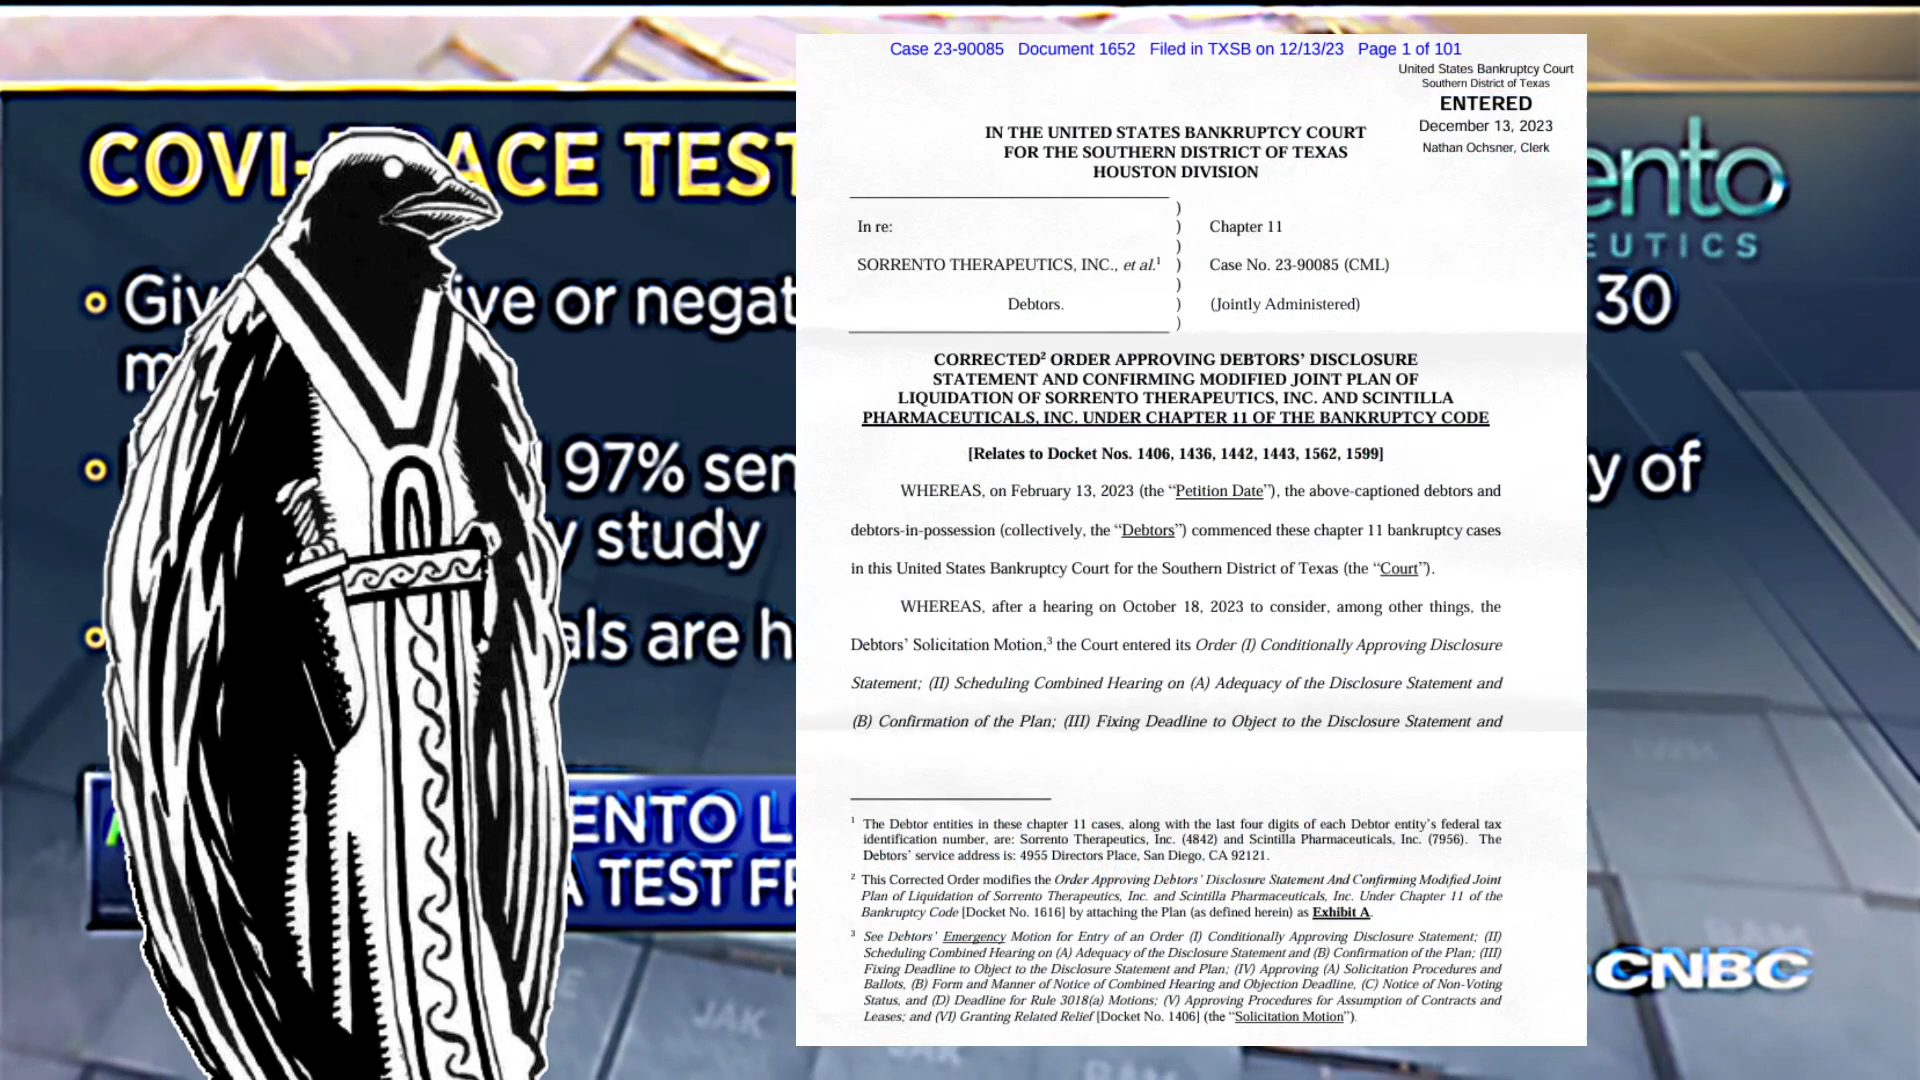 Case 23-90085 Document 1652 Filed in TXSB on 12/13/23 Page 1 of 101
United States Bankruptcy Court
Southern District of Texas
ENTERED
December 13, 2023
Nathan Ochsner, Clerk
IN THE UNITED STATES BANKRUPTCY COURT
FOR THE SOUTHERN DISTRICT OF TEXAS
HOUSTON DIVISION
In re:
SORRENTO THERAPEUTICS, INC., et al.¹
Debtors.
)
)
)
)
)
)
)
Chapter 11
Case No. 23-90085 (CML)
(Jointly Administered)
CORRECTED² ORDER APPROVING DEBTORS’ DISCLOSURE
STATEMENT AND CONFIRMING MODIFIED JOINT PLAN OF
LIQUIDATION OF SORRENTO THERAPEUTICS, INC. AND SCINTILLA
PHARMACEUTICALS, INC. UNDER CHAPTER 11 OF THE BANKRUPTCY CODE
[Relates to Docket Nos. 1406, 1436, 1442, 1443, 1562, 1599]
WHEREAS, on February 13, 2023 (the “Petition Date”), the above-captioned debtors and
debtors-in-possession (collectively, the “Debtors”) commenced these chapter 11 bankruptcy cases
in this United States Bankruptcy Court for the Southern District of Texas (the “Court”).
WHEREAS, after a hearing on October 18, 2023 to consider, among other things, the
Debtors’ Solicitation Motion,³ the Court entered its Order (I) Conditionally Approving Disclosure
Statement; (II) Scheduling Combined Hearing on (A) Adequacy of the Disclosure Statement and
(B) Confirmation of the Plan; (III) Fixing Deadline to Object to the Disclosure Statement and
¹ The Debtor entities in these chapter 11 cases, along with the last four digits of each Debtor entity’s federal tax
identification number, are: Sorrento Therapeutics, Inc. (4842) and Scintilla Pharmaceuticals, Inc. (7956). The
Debtors’ service address is: 4955 Directors Place, San Diego, CA 92121.
² This Corrected Order modifies the Order Approving Debtors’ Disclosure Statement And Confirming Modified Joint
Plan of Liquidation of Sorrento Therapeutics, Inc. and Scintilla Pharmaceuticals, Inc. Under Chapter 11 of the
Bankruptcy Code [Docket No. 1616] by attaching the Plan (as defined herein) as Exhibit A.
³ See Debtors’ Emergency Motion for Entry of an Order (I) Conditionally Approving Disclosure Statement; (II)
Scheduling Combined Hearing on (A) Adequacy of the Disclosure Statement and (B) Confirmation of the Plan; (III)
Fixing Deadline to Object to the Disclosure Statement and Plan; (IV) Approving (A) Solicitation Procedures and
Ballots, (B) Form and Manner of Notice of Combined Hearing and Objection Deadline, (C) Notice of Non-Voting
Status, and (D) Deadline for Rule 3018(a) Motions; (V) Approving Procedures for Assumption of Contracts and
Leases; and (VI) Granting Related Relief [Docket No. 1406] (the “Solicitation Motion”).
COVI- ACE TEST
ento
EUTICS
Giv ive or negat 30
m
97% sen y of
y study
als are h
ENTO L
A TEST FR
CNBC
JAK